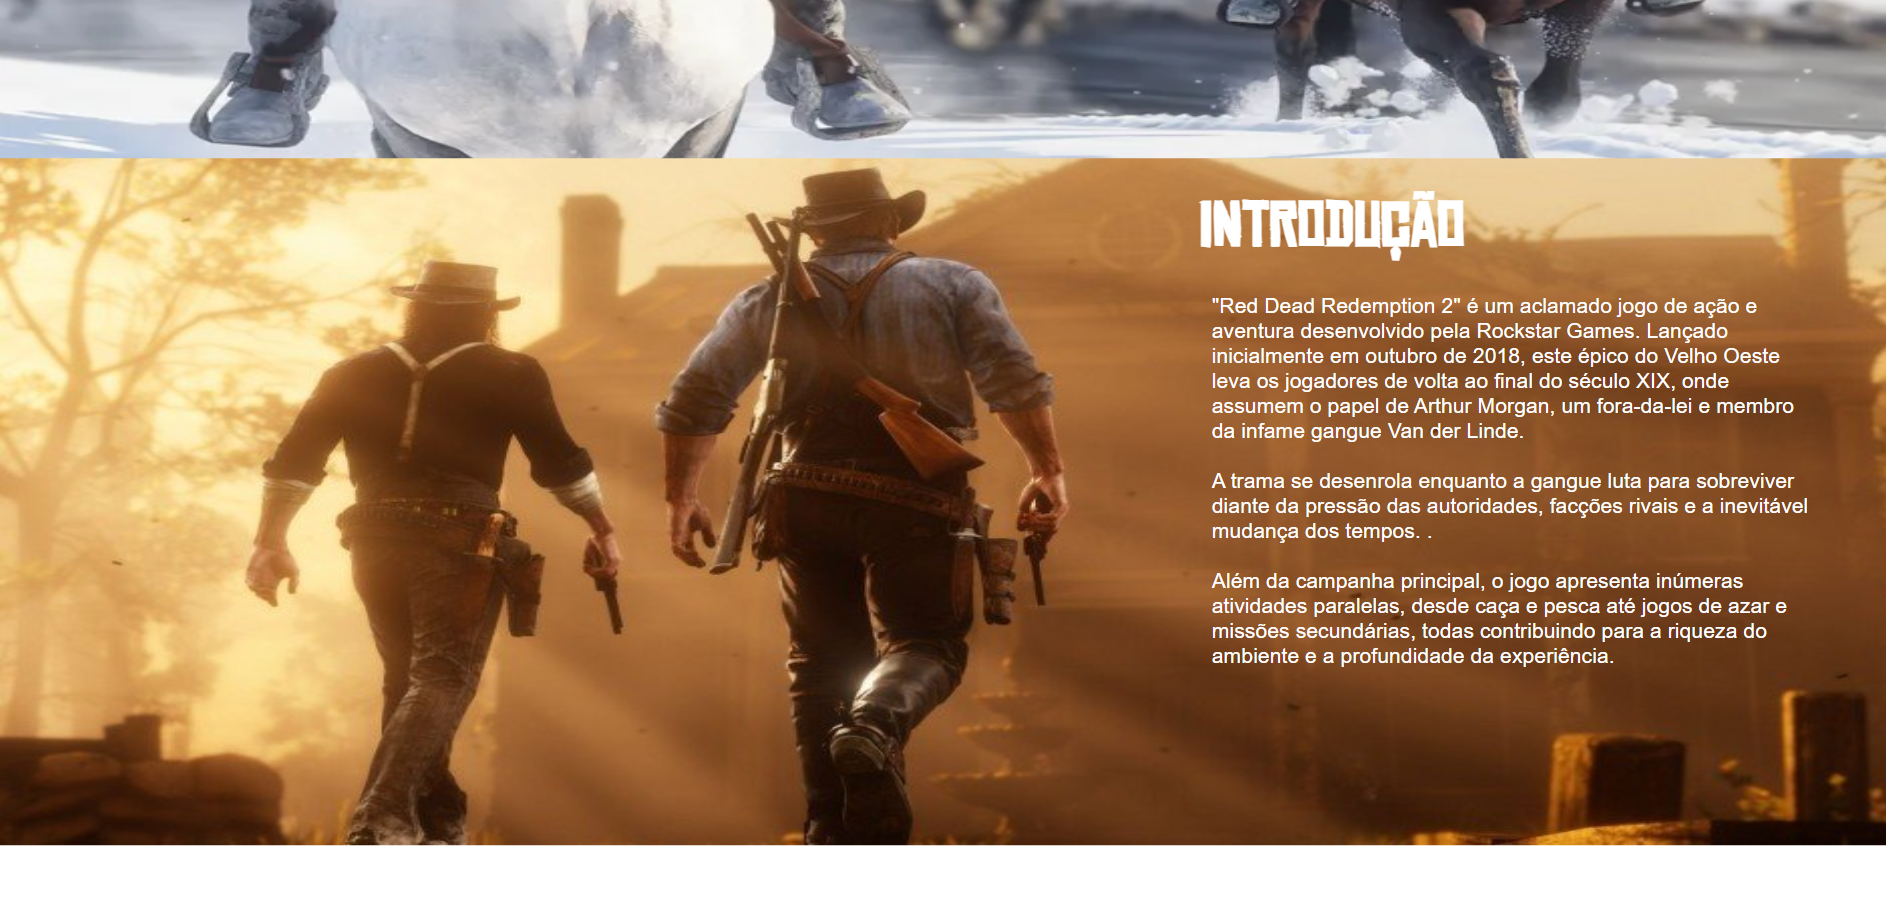 INTRODUÇÃO
"Red Dead Redemption 2" é um aclamado jogo de ação e
aventura desenvolvido pela Rockstar Games. Lançado
inicialmente em outubro de 2018, este épico do Velho Oeste
leva os jogadores de volta ao final do século XIX, onde
assumem o papel de Arthur Morgan, um fora-da-lei e membro
da infame gangue Van der Linde.
A trama se desenrola enquanto a gangue luta para sobreviver
diante da pressão das autoridades, facções rivais e a inevitável
mudança dos tempos. .
Além da campanha principal, o jogo apresenta inúmeras
atividades paralelas, desde caça e pesca até jogos de azar e
missões secundárias, todas contribuindo para a riqueza do
ambiente e a profundidade da experiência.